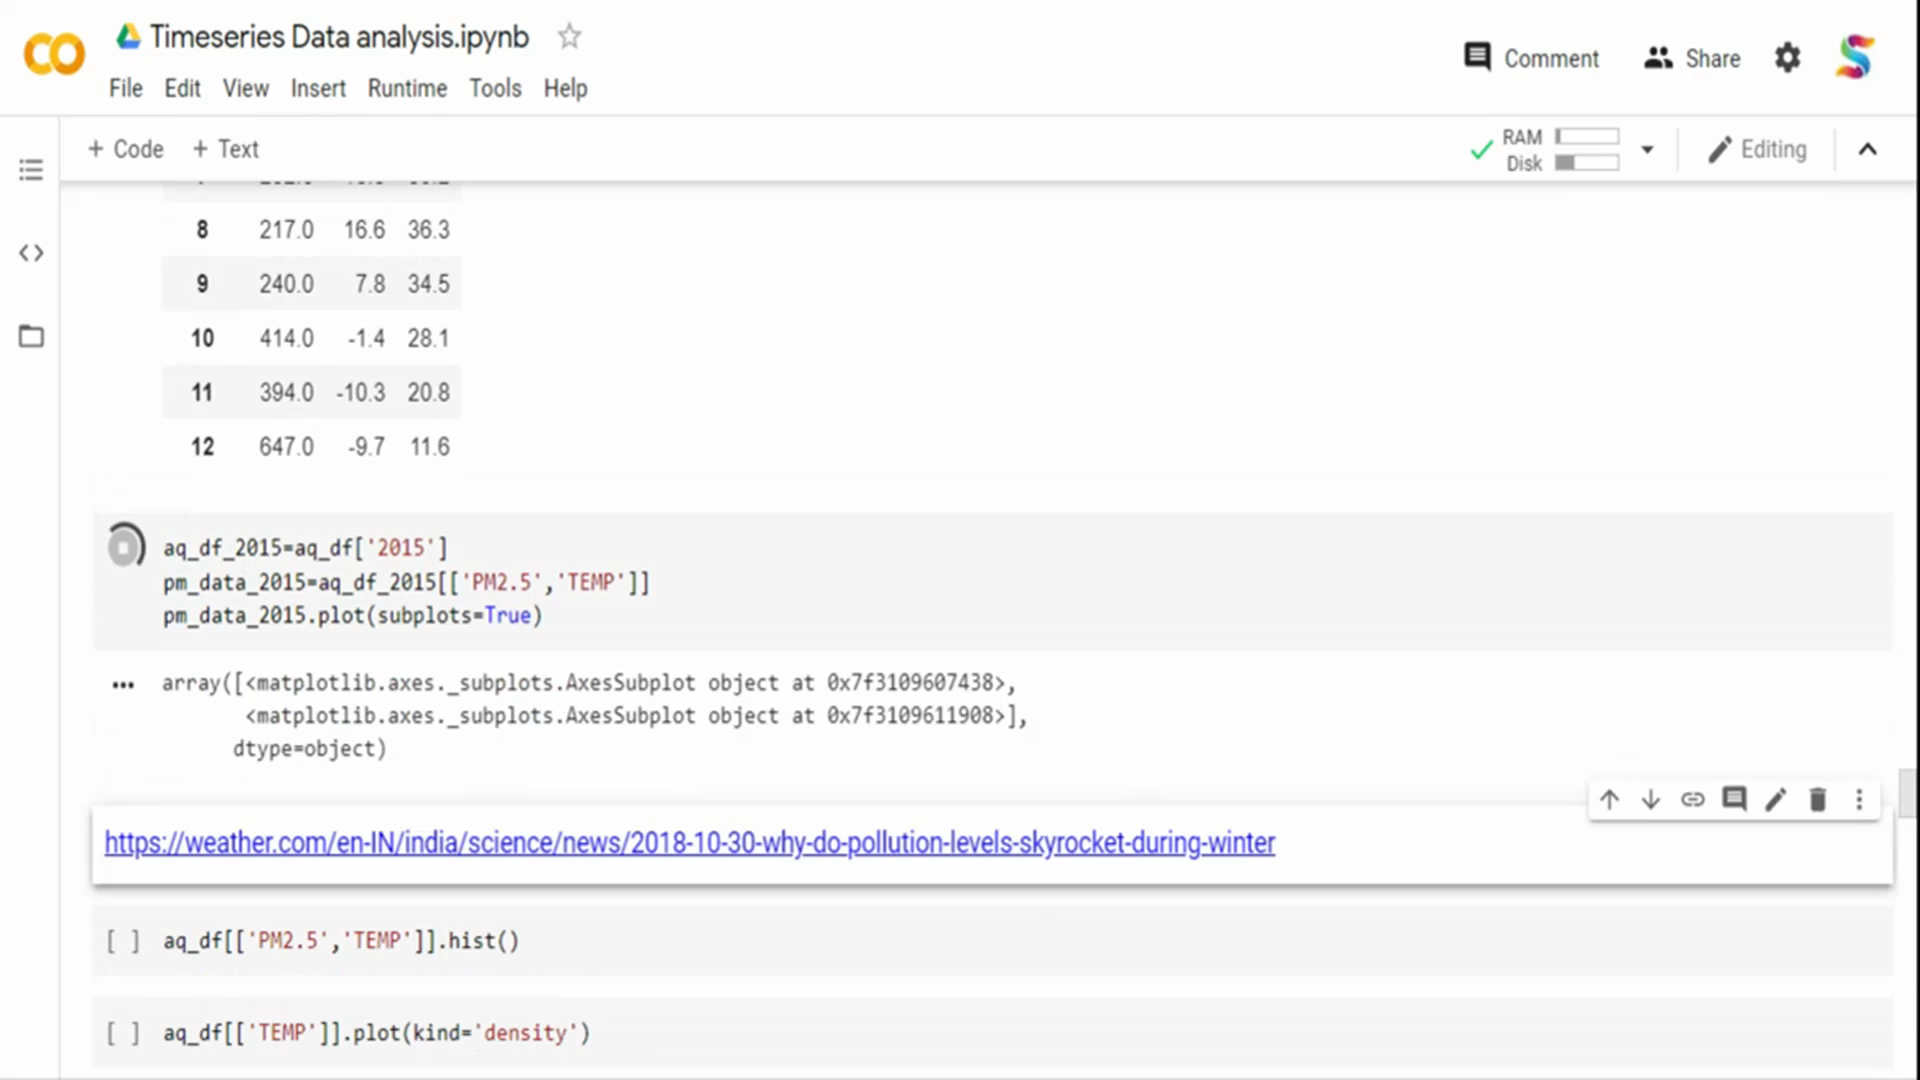 Timeseries Data analysis.ipynb
Comment
Share
File Edit View Insert Runtime Tools Help
+ Code + Text
RAM
Disk
Editing
8 217.0 16.6 36.3
9 240.0 7.8 34.5
10 414.0 -1.4 28.1
11 394.0 -10.3 20.8
12 647.0 -9.7 11.6
aq_df_2015=aq_df['2015']
pm_data_2015=aq_df_2015[['PM2.5','TEMP']]
pm_data_2015.plot(subplots=True)
array([<matplotlib.axes._subplots.AxesSubplot object at 0x7f3109607438>,
<matplotlib.axes._subplots.AxesSubplot object at 0x7f3109611908>],
dtype=object)
https://weather.com/en-IN/india/science/news/2018-10-30-why-do-pollution-levels-skyrocket-during-winter
[ ] aq_df[['PM2.5','TEMP']].hist()
[ ] aq_df[['TEMP']].plot(kind='density')